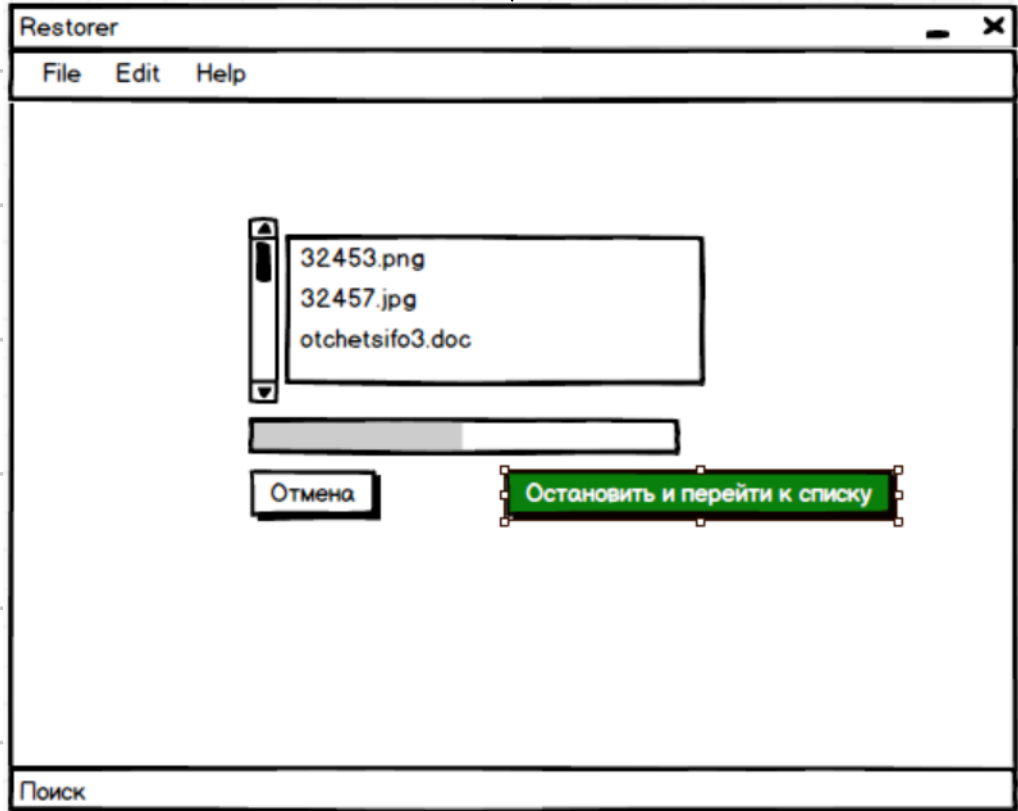 Restorer
File Edit Help
32453.png
32457.jpg
otchetsifo3.doc
Отмена
Остановить и перейти к списку
Поиск